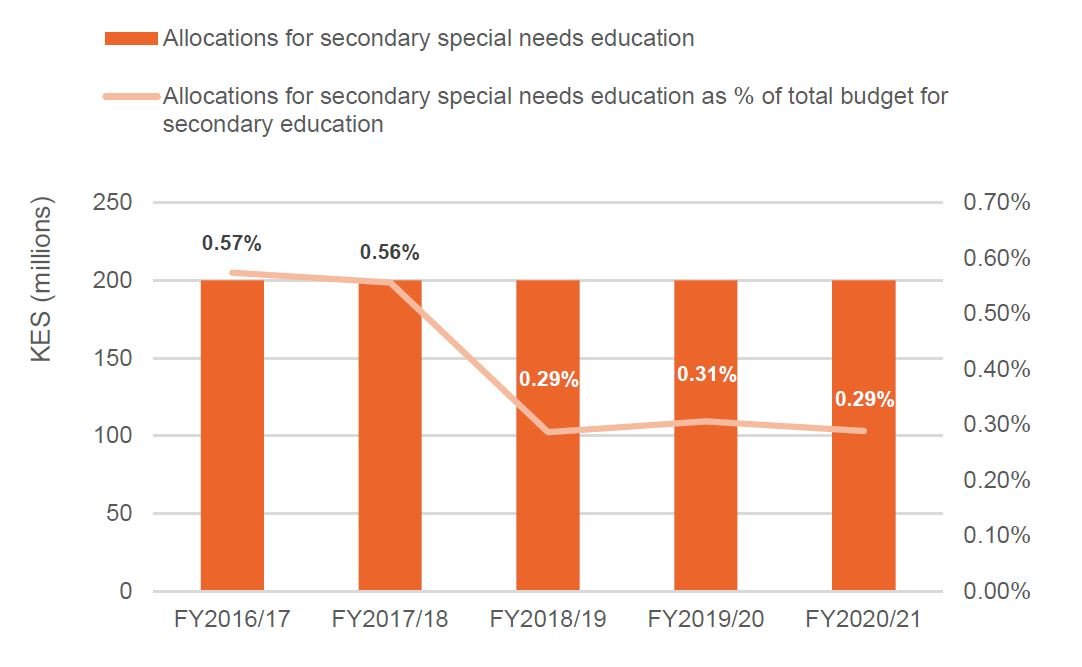 Allocations for secondary special needs education
Allocations for secondary special needs education as % of total budget for
secondary education
KES (millions)
250
200
150
100
50
0
0.57%
0.56%
0.29%
0.31%
0.29%
0.70%
0.60%
0.50%
0.40%
0.30%
0.20%
0.10%
0.00%
FY2016/17
FY2017/18
FY2018/19
FY2019/20
FY2020/21